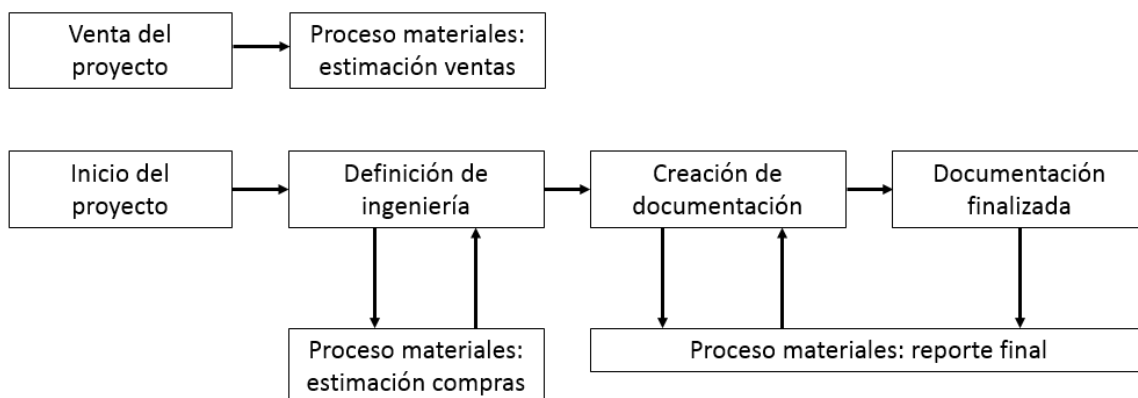 Venta del
proyecto
Proceso materiales:
estimación ventas
Inicio del
proyecto
Definición de
ingeniería
Creación de
documentación
Documentación
finalizada
Proceso materiales:
estimación compras
Proceso materiales: reporte final